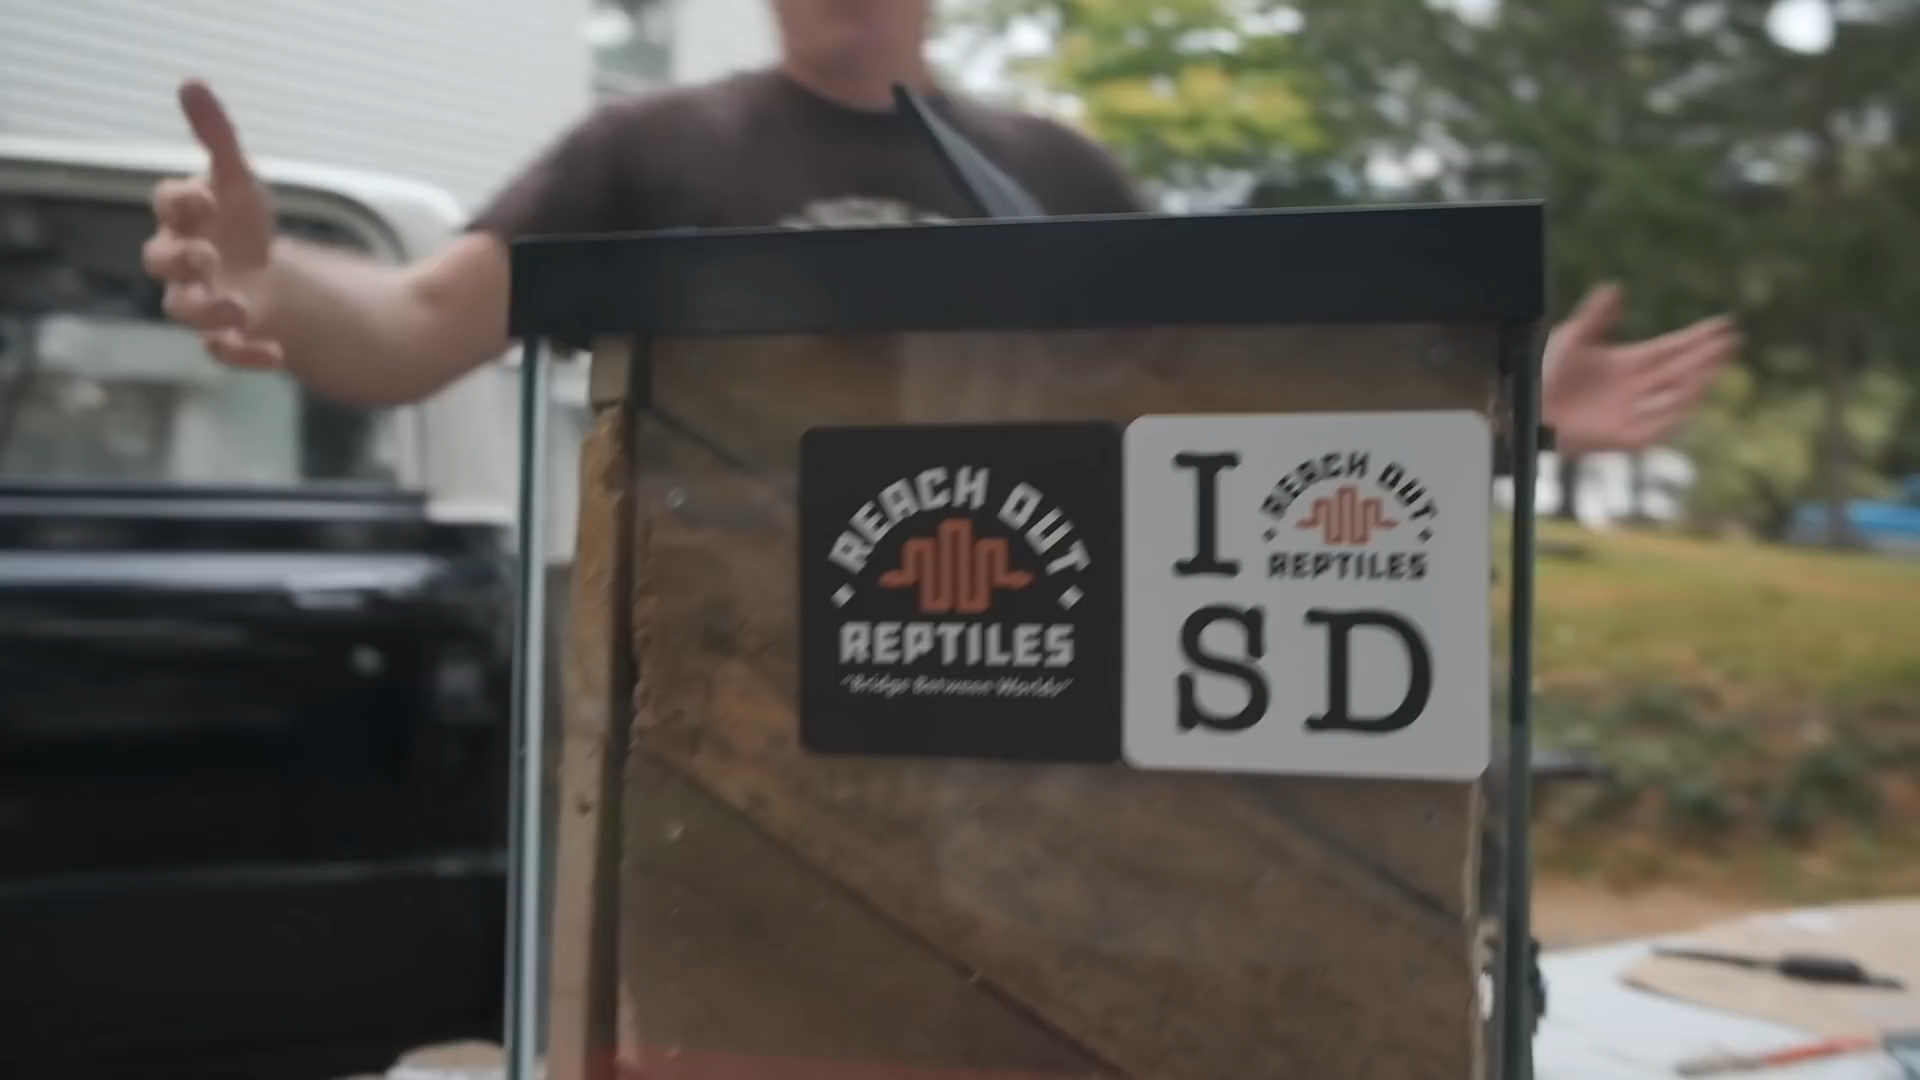 REACH OUT
REPTILES
"Bridge Between Worlds"
I REACH OUT
REPTILES
SD